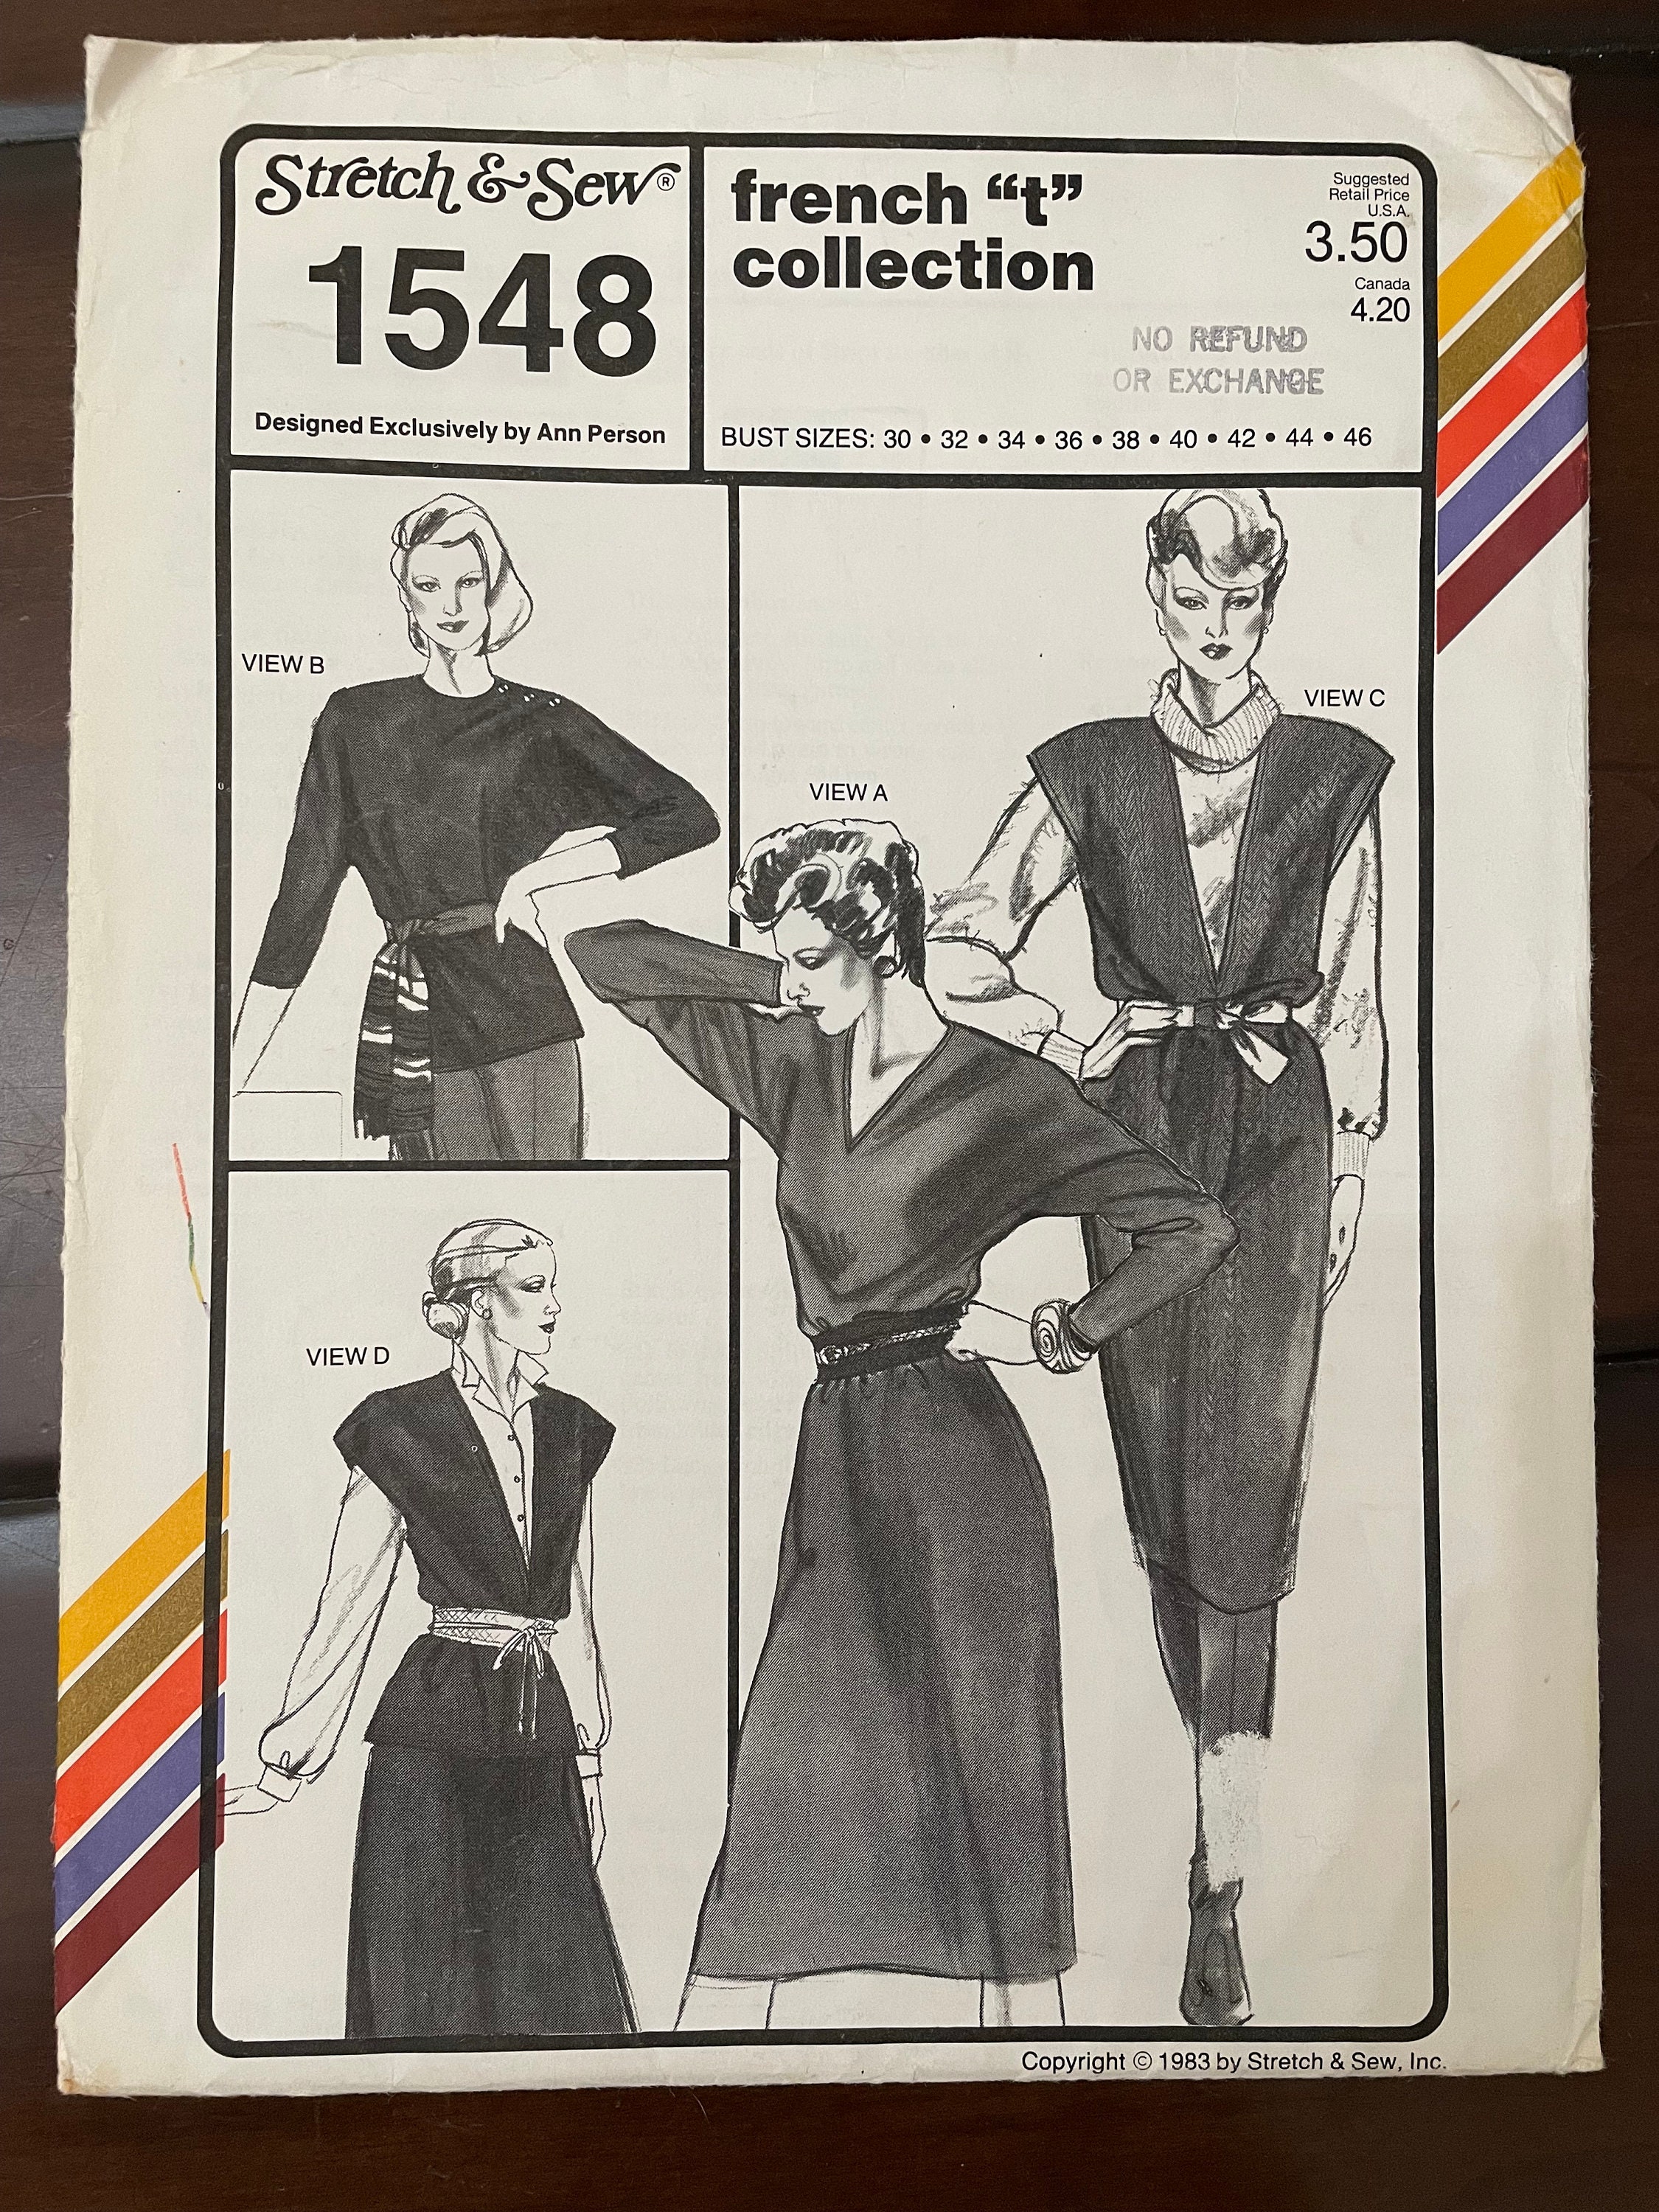 Stretch & Sew®
1548
Designed Exclusively by Ann Person
french “t”
collection
Suggested
Retail Price
U.S.A.
3.50
Canada
4.20
NO REFUND
OR EXCHANGE
BUST SIZES: 30 • 32 • 34 • 36 • 38 • 40 • 42 • 44 • 46
VIEW B
VIEW C
VIEW A
VIEW D
Copyright © 1983 by Stretch & Sew, Inc.